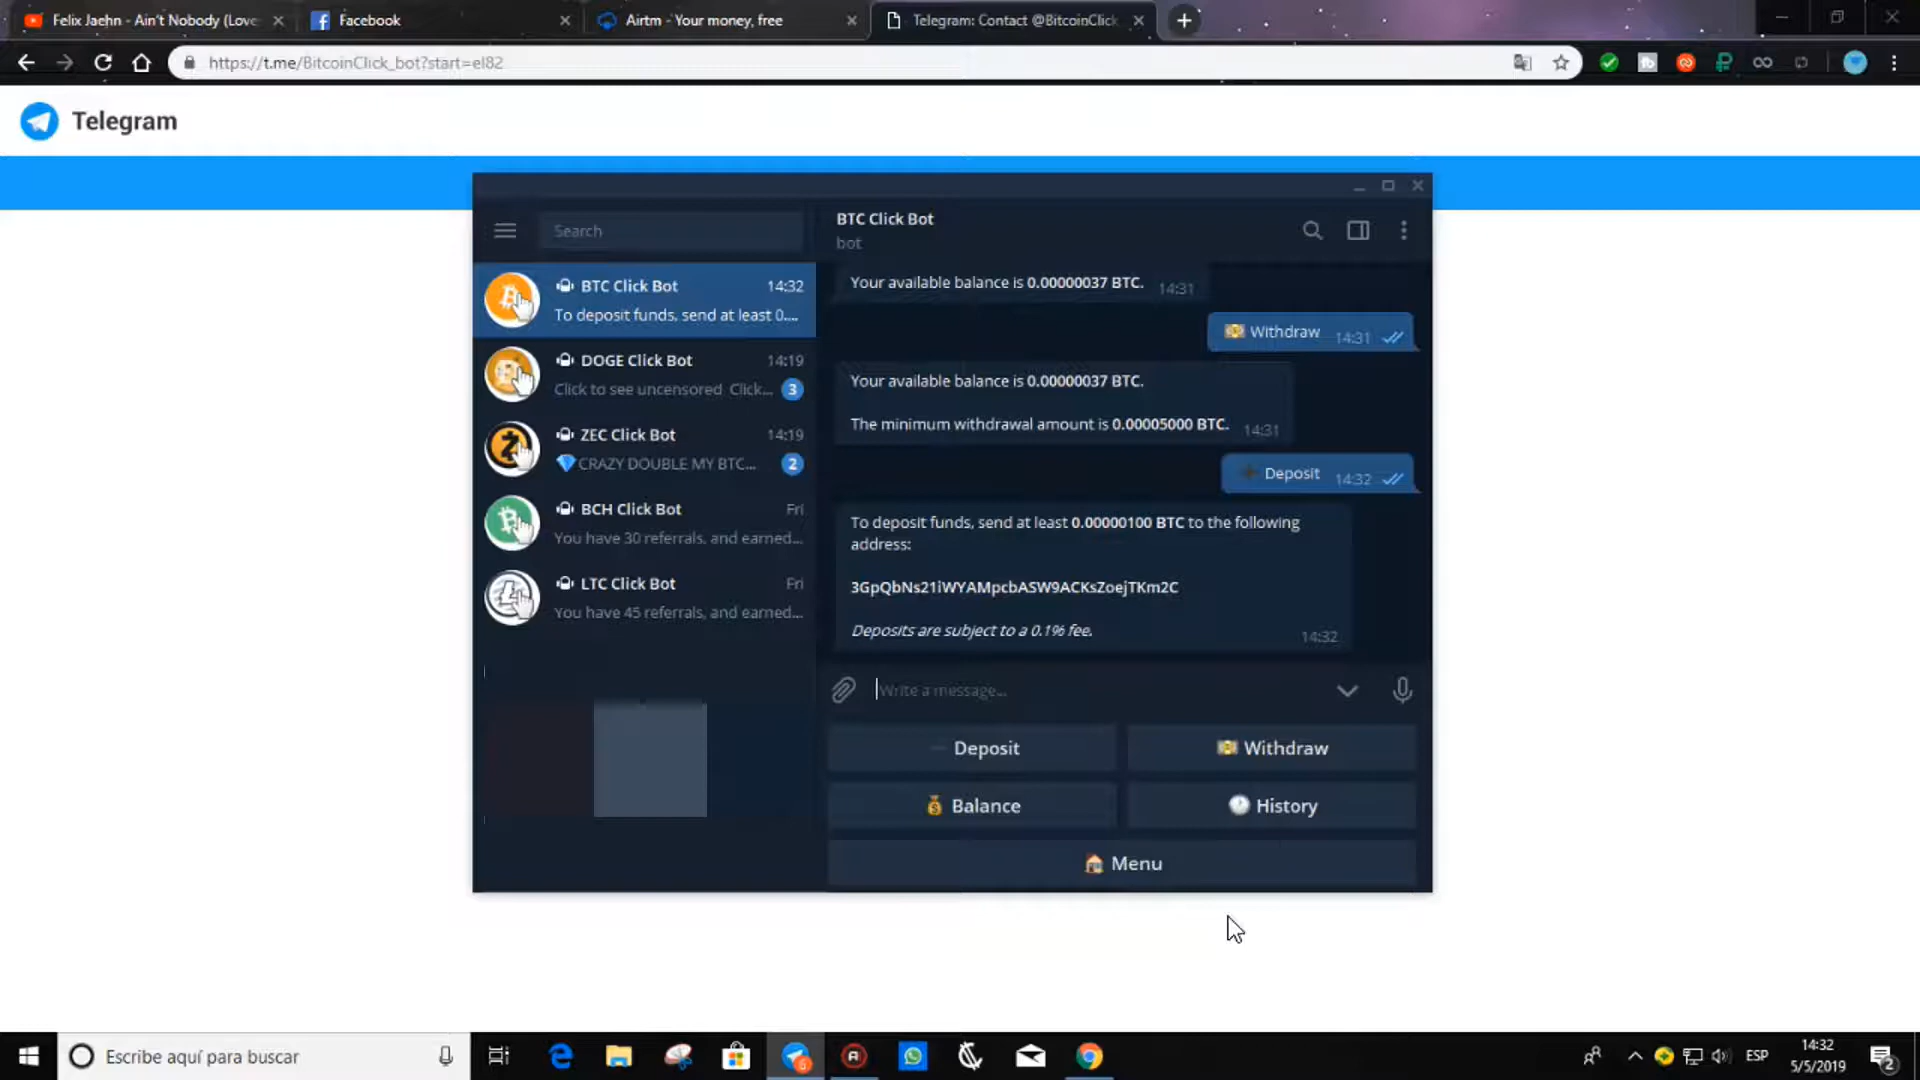 Felix Jaehn - Ain't Nobody (Love
Facebook
Airtm - Your money, free
Telegram: Contact @BitcoinClick
https://t.me/BitcoinClick_bot?start=el82
Telegram
Search
BTC Click Bot
bot
BTC Click Bot 14:32
To deposit funds, send at least 0....
DOGE Click Bot 14:19
Click to see uncensored Click... 3
ZEC Click Bot 14:19
CRAZY DOUBLE MY BTC... 2
BCH Click Bot Fri
You have 30 referrals, and earned...
LTC Click Bot Fri
You have 45 referrals, and earned...
Your available balance is 0.00000037 BTC. 14:31
Withdraw 14:31
Your available balance is 0.00000037 BTC.
The minimum withdrawal amount is 0.00005000 BTC. 14:31
Deposit 14:32
To deposit funds, send at least 0.00000100 BTC to the following
address:
3GpQbNs21iWYAMpcbASW9ACKsZoejTKm2C
Deposits are subject to a 0.1% fee. 14:32
Write a message...
Deposit Withdraw
Balance History
Menu
Escribe aquí para buscar
ESP
14:32
5/5/2019
2